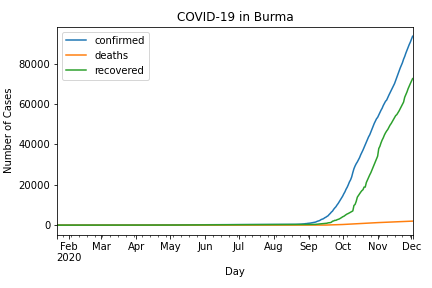 COVID-19 in Burma
confirmed
deaths
recovered
Number of Cases
80000
60000
40000
20000
0
Feb Mar Apr May Jun Jul Aug Sep Oct Nov Dec
2020
Day